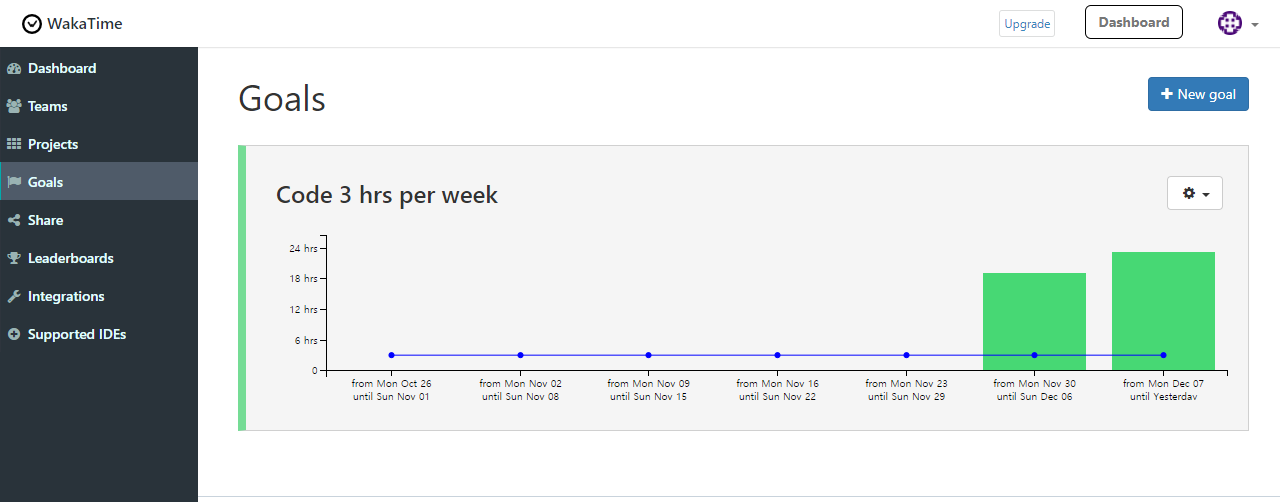 WakaTime
Upgrade
Dashboard
Dashboard
Teams
Projects
Goals
Share
Leaderboards
Integrations
Supported IDEs
Goals
New goal
Code 3 hrs per week
24 hrs
18 hrs
12 hrs
6 hrs
0
from Mon Oct 26
until Sun Nov 01
from Mon Nov 02
until Sun Nov 08
from Mon Nov 09
until Sun Nov 15
from Mon Nov 16
until Sun Nov 22
from Mon Nov 23
until Sun Nov 29
from Mon Nov 30
until Sun Dec 06
from Mon Dec 07
until Yesterday